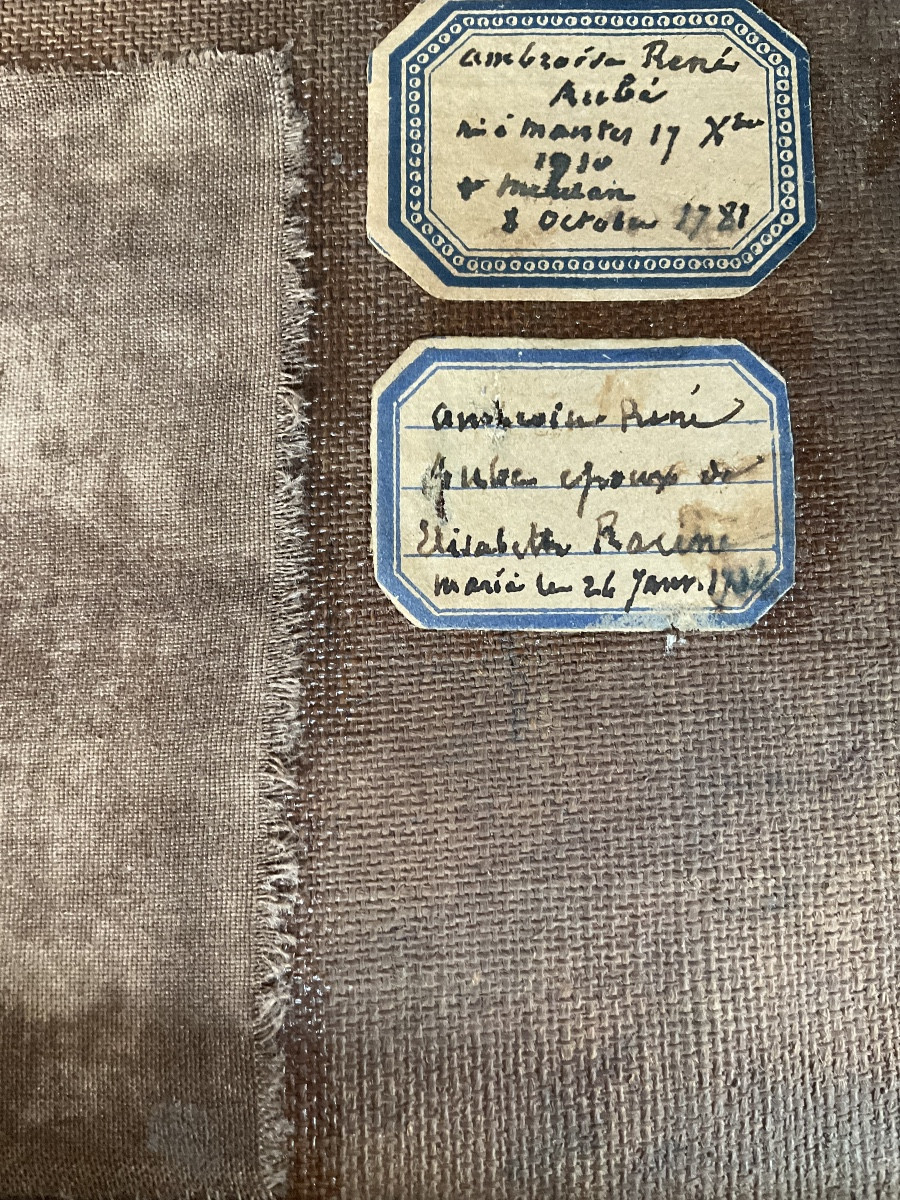 Ambroise René
Aubé
né à Mantes 17 Xbre
1710
+ Meulan
8 Octobre 1781
Ambroise René
Aubé époux de
Elisabeth Racine
marié le 26 Janv.